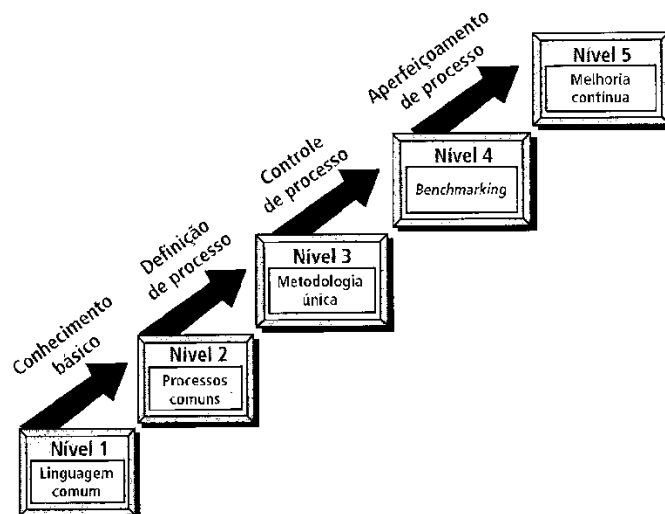 Nível 5
Melhoria
contínua
Aperfeiçoamento
de processo
Nível 4
Benchmarking
Controle
de processo
Nível 3
Metodologia
única
Definição
de processo
Nível 2
Processos
comuns
Conhecimento
básico
Nível 1
Linguagem
comum